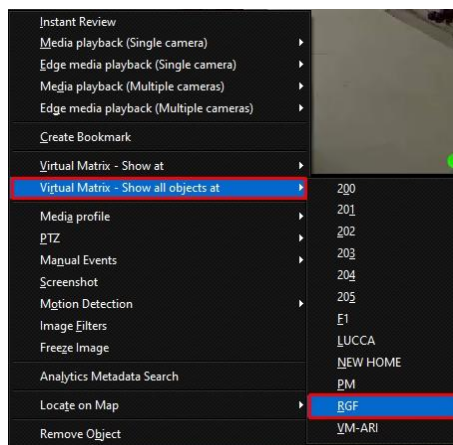 Instant Review
Media playback (Single camera)
Edge media playback (Single camera)
Media playback (Multiple cameras)
Edge media playback (Multiple cameras)
Create Bookmark
Virtual Matrix - Show at
Virtual Matrix - Show all objects at
Media profile
PTZ
Manual Events
Screenshot
Motion Detection
Image Filters
Freeze Image
Analytics Metadata Search
Locate on Map
Remove Object
200
201
202
203
204
205
F1
LUCCA
NEW HOME
PM
RGF
VM-ARI